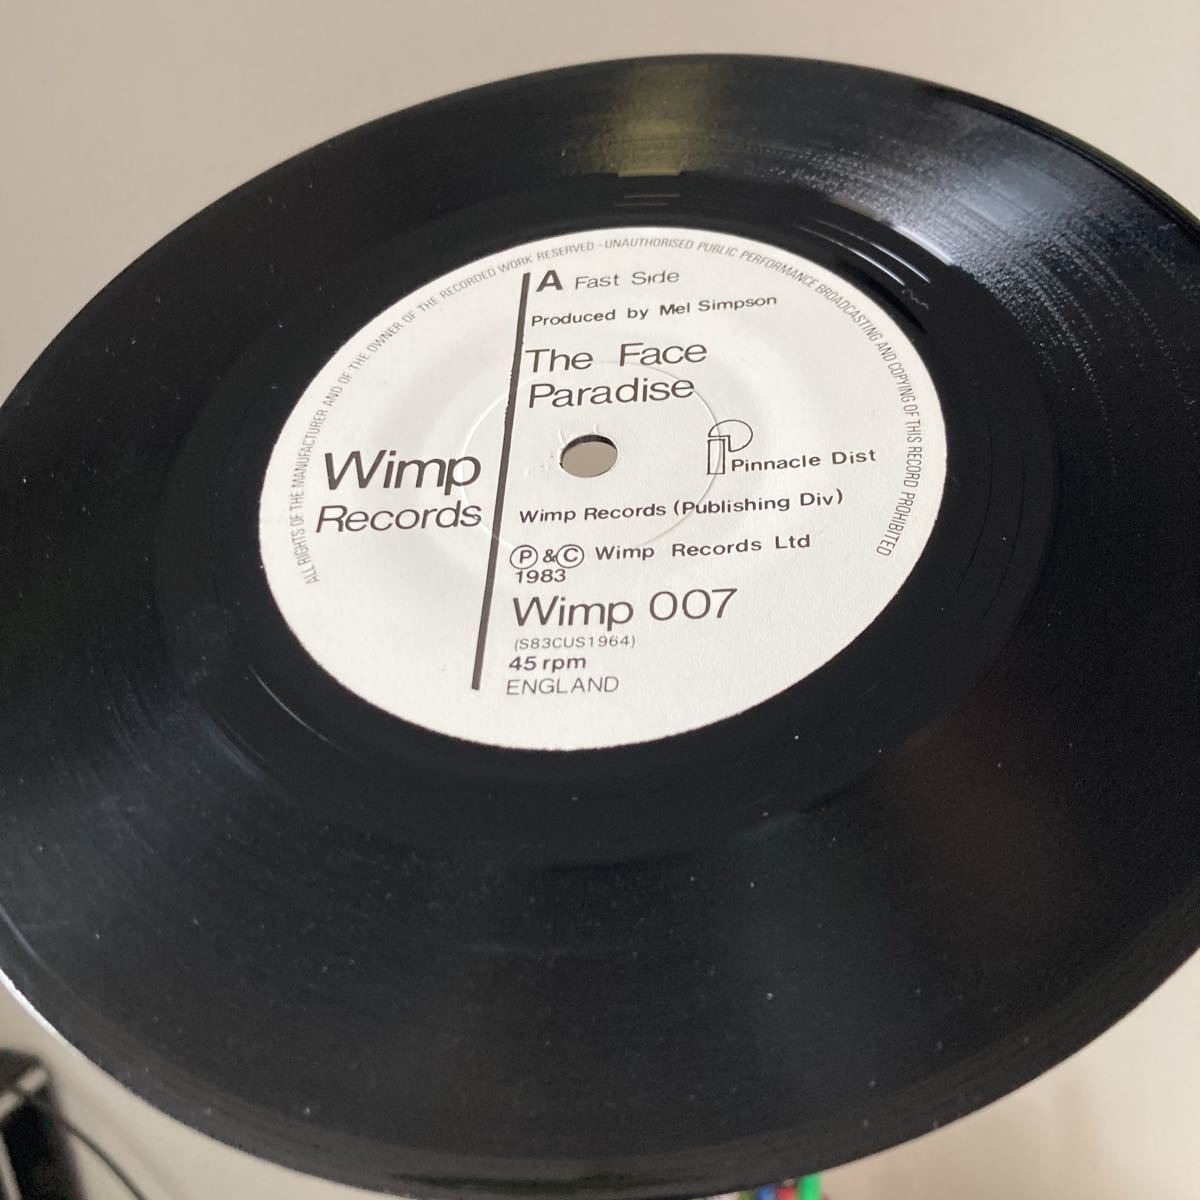 ALL RIGHTS OF THE MANUFACTURER AND OF THE OWNER OF THE RECORDED WORK RESERVED - UNAUTHORISED PUBLIC PERFORMANCE BROADCASTING AND COPYING OF THIS RECORD PROHIBITED
A Fast Side
Produced by Mel Simpson
The Face
Paradise
Wimp
Records
Pinnacle Dist
Wimp Records (Publishing Div)
Ⓟ & Ⓒ Wimp Records Ltd
1983
Wimp 007
(S83CUS1964)
45 rpm
ENGLAND